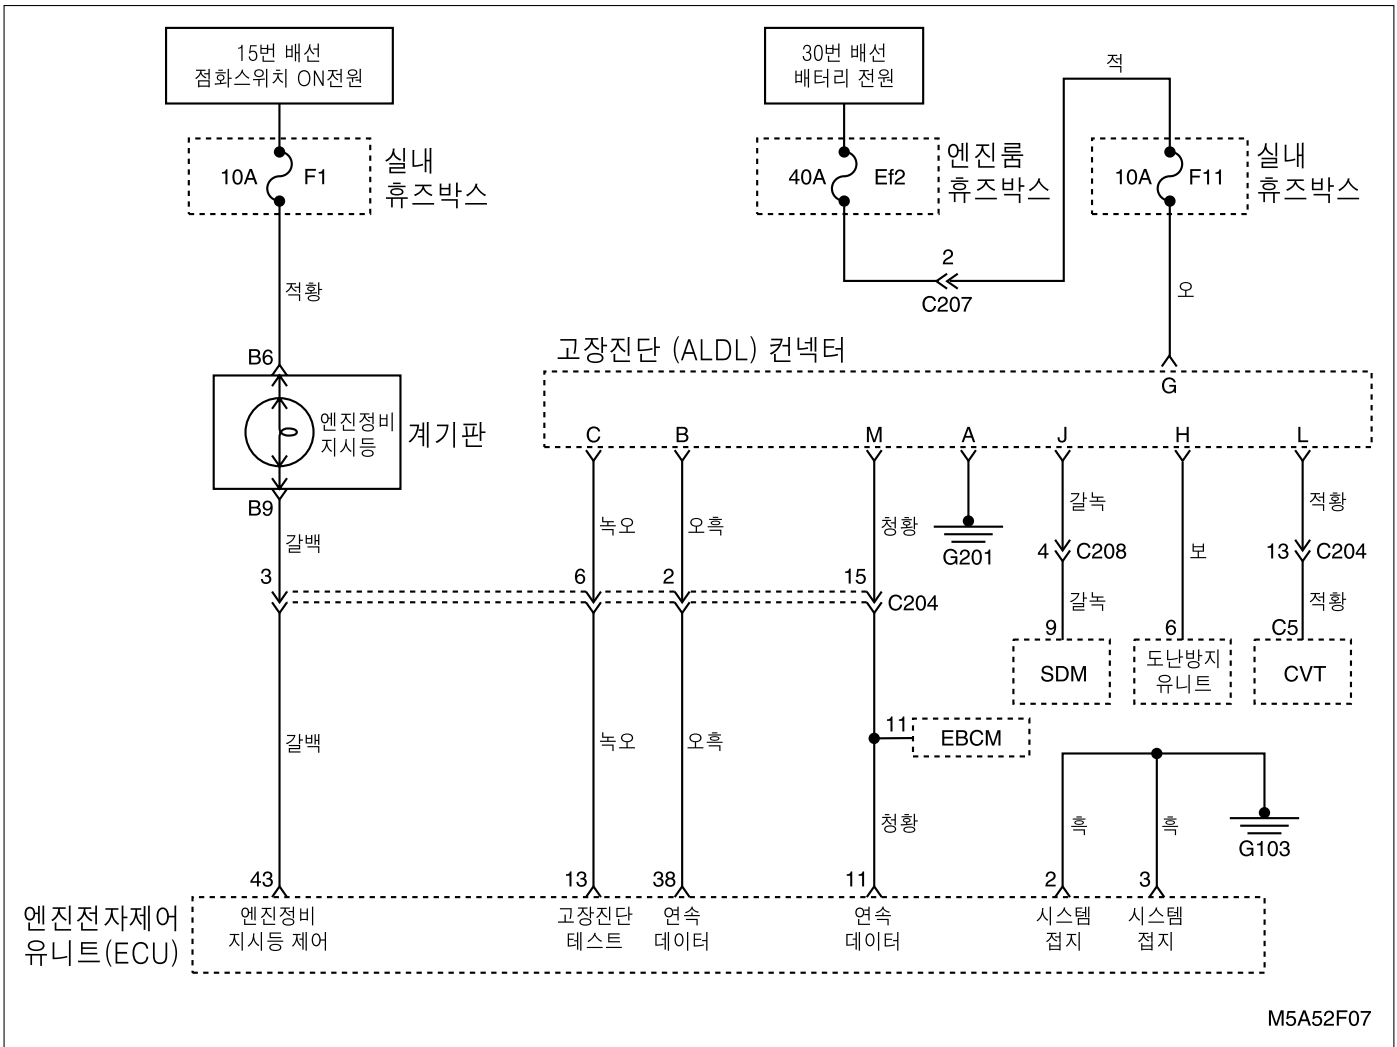 15번 배선
점화스위치 ON전원
30번 배선
배터리 전원
적
10A F1
실내
휴즈박스
40A Ef2
엔진룸
휴즈박스
10A F11
실내
휴즈박스
2
C207
적황
오
B6
고장진단 (ALDL) 컨넥터
G
엔진정비
지시등
계기판
C B M A J H L
B9
갈백
녹오
오흑
청황
G201
갈녹
적황
4 C208
보
13 C204
3
6
2
15
C204
갈녹
적황
9
6
C5
SDM
도난방지
유니트
CVT
11
EBCM
갈백
녹오
오흑
청황
흑
흑
G103
43
13
38
11
2
3
엔진전자제어
유니트(ECU)
엔진정비
지시등 제어
고장진단
테스트
연속
데이터
연속
데이터
시스템
접지
시스템
접지
M5A52F07